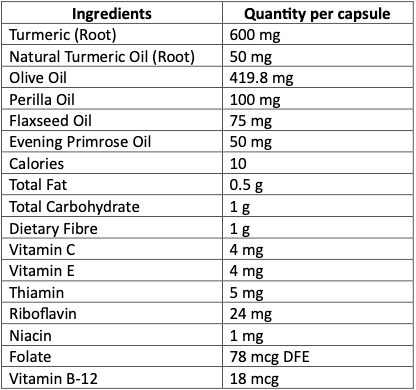 Ingredients Quantity per capsule
Turmeric (Root) 600 mg
Natural Turmeric Oil (Root) 50 mg
Olive Oil 419.8 mg
Perilla Oil 100 mg
Flaxseed Oil 75 mg
Evening Primrose Oil 50 mg
Calories 10
Total Fat 0.5 g
Total Carbohydrate 1 g
Dietary Fibre 1 g
Vitamin C 4 mg
Vitamin E 4 mg
Thiamin 5 mg
Riboflavin 24 mg
Niacin 1 mg
Folate 78 mcg DFE
Vitamin B-12 18 mcg